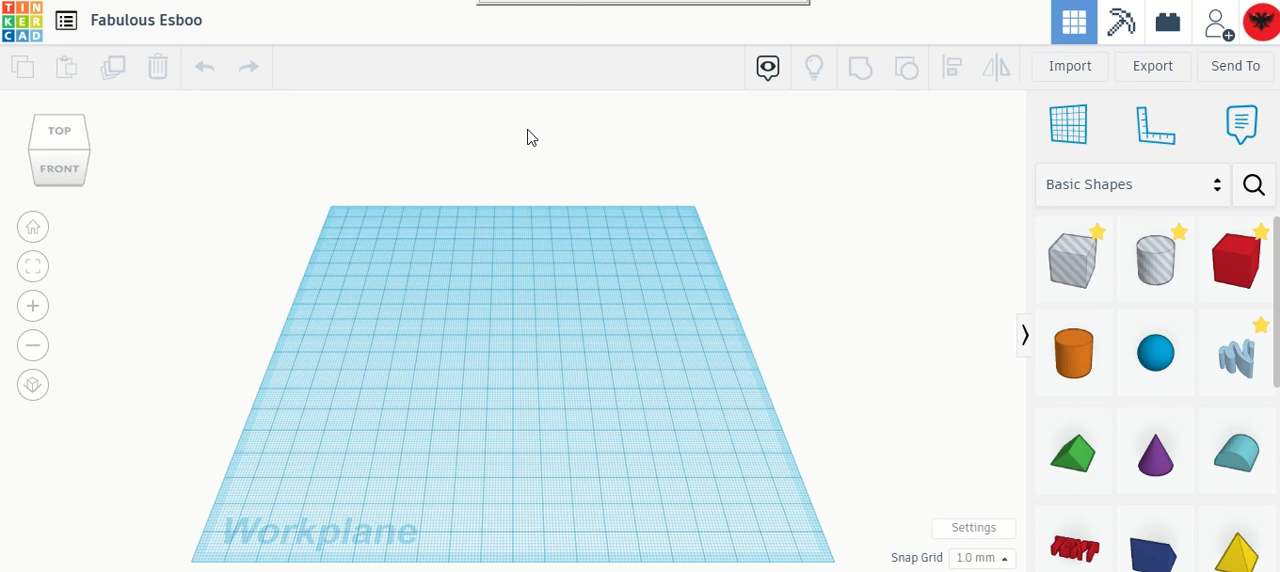 TIN
KER
CAD
Fabulous Esboo
Import
Export
Send To
TOP
FRONT
Basic Shapes
TEXT
Workplane
Settings
Snap Grid
1.0 mm